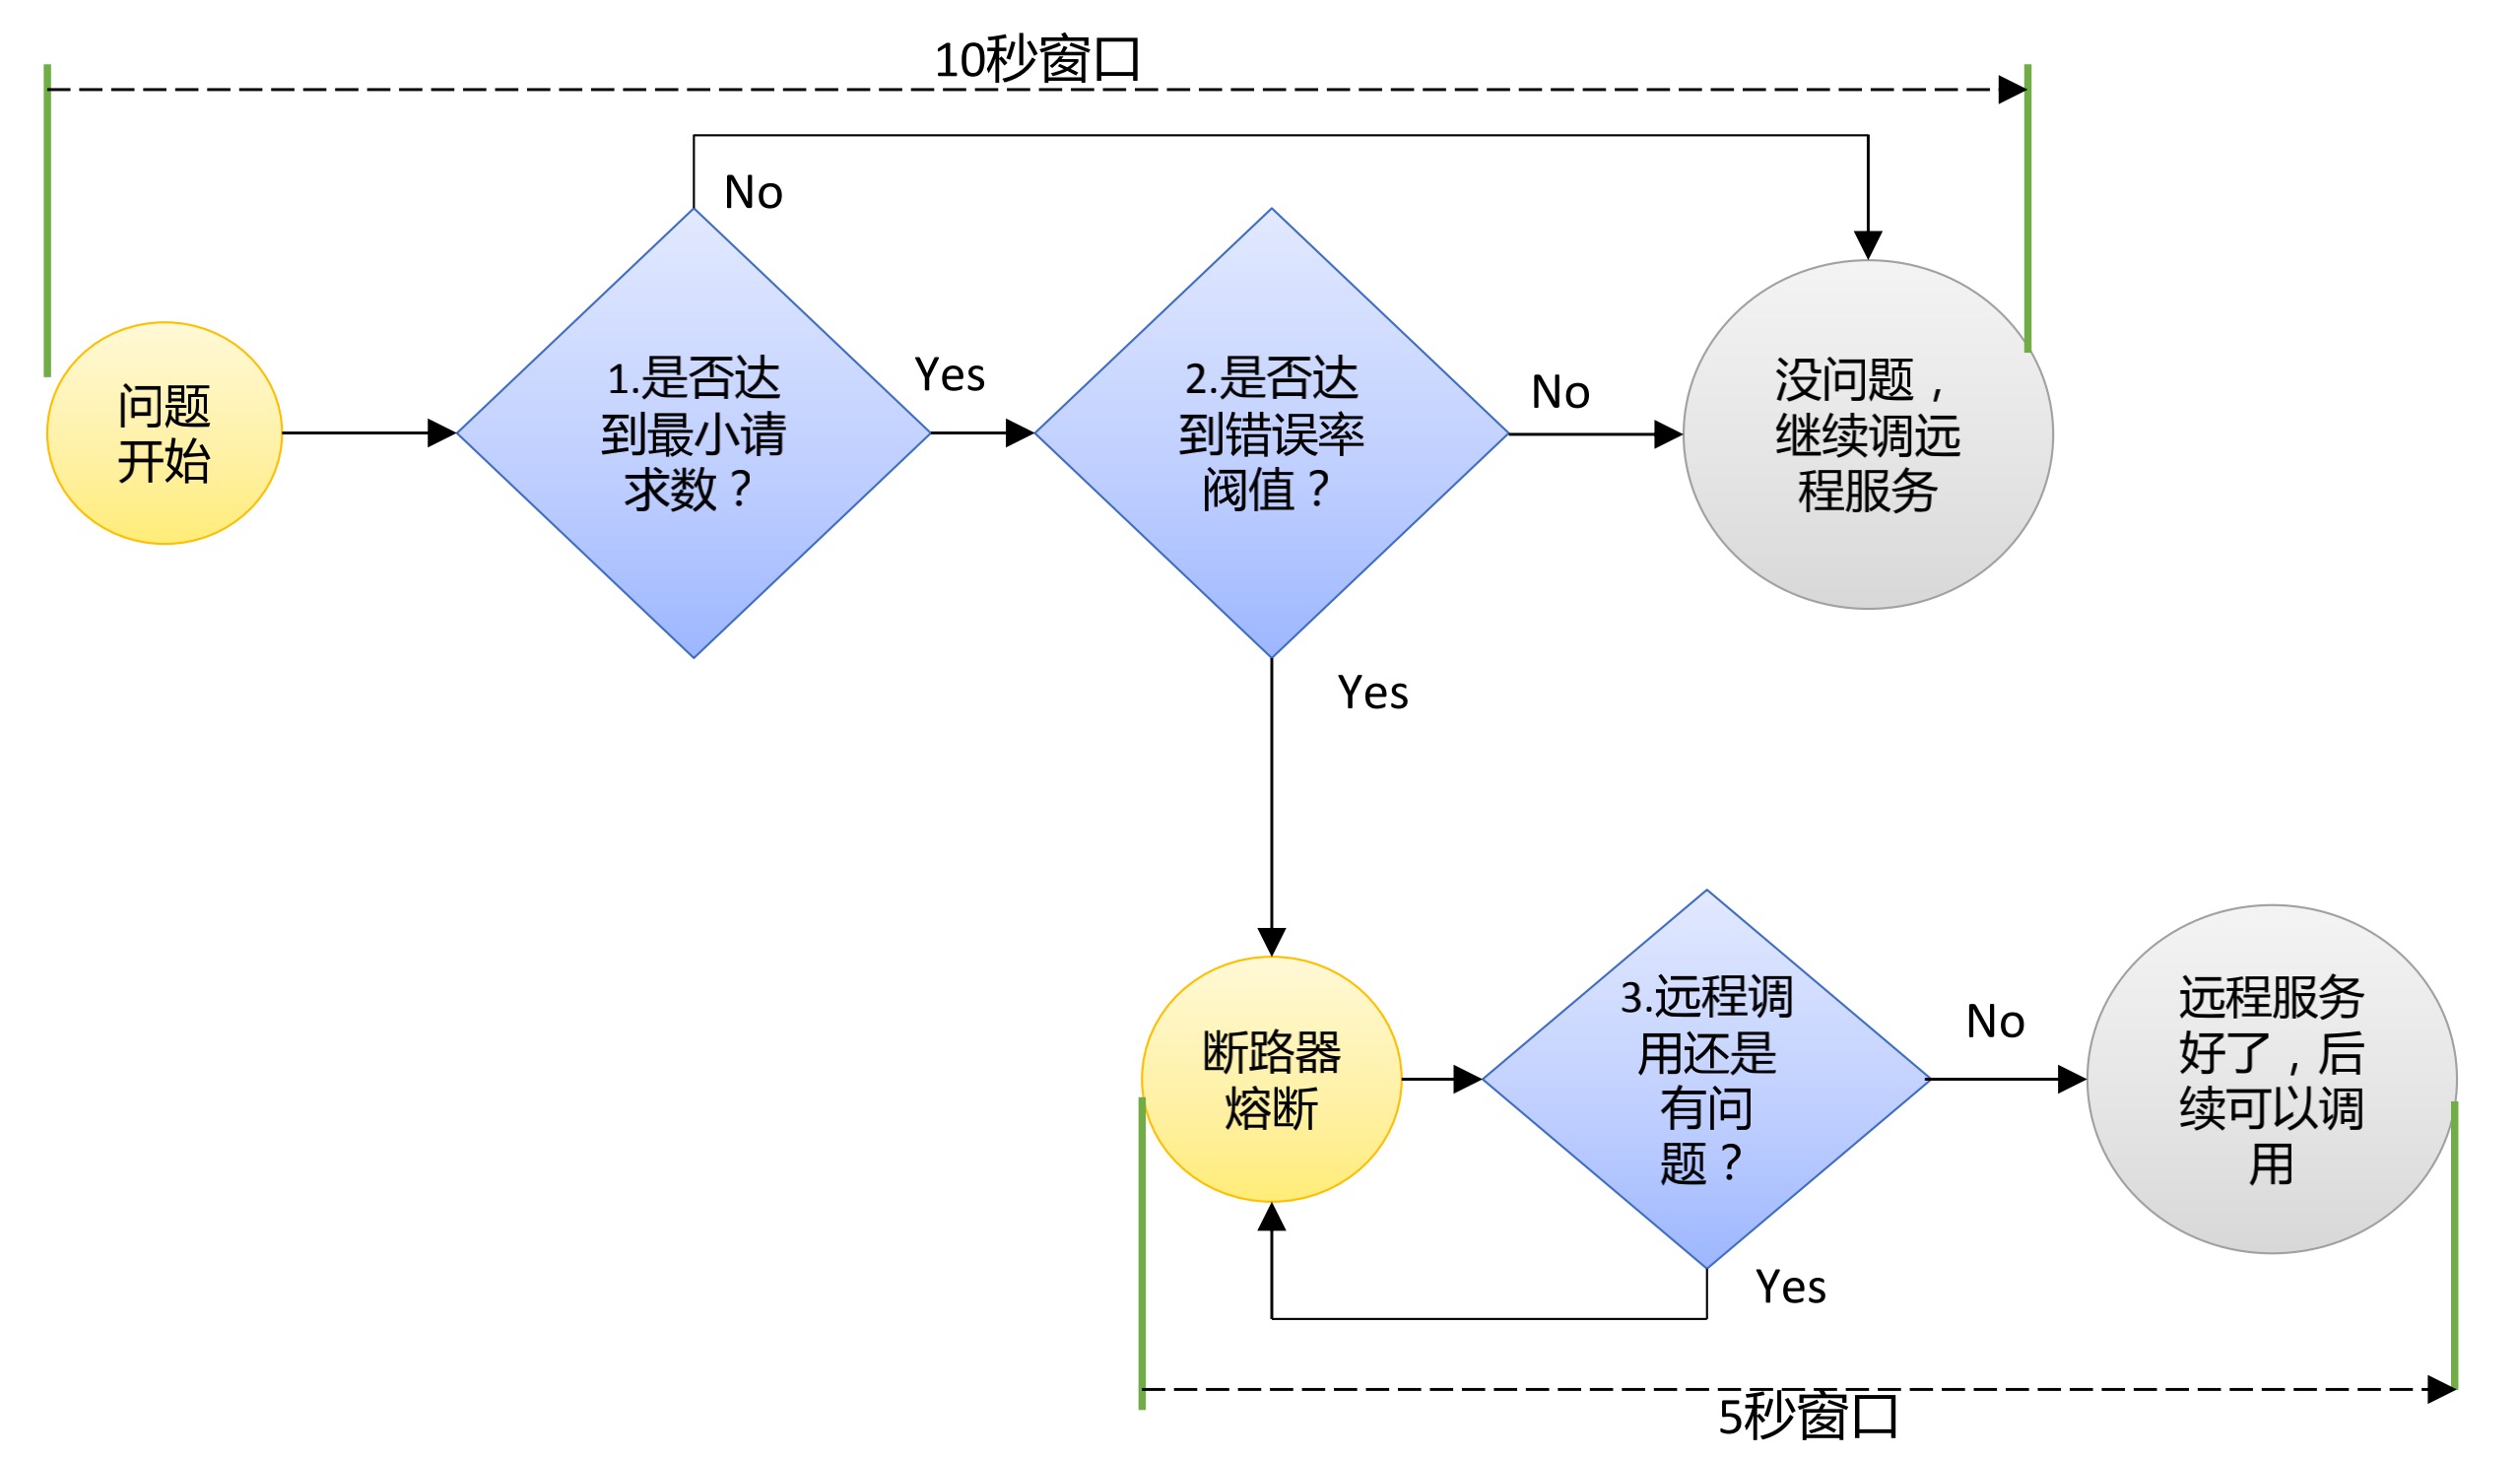 10秒窗口
No
问题
开始
1.是否达
到最小请
求数？
Yes
2.是否达
到错误率
阀值？
No
没问题，
继续调远
程服务
Yes
断路器
熔断
3.远程调
用还是
有问
题？
No
远程服务
好了，后
续可以调
用
Yes
5秒窗口